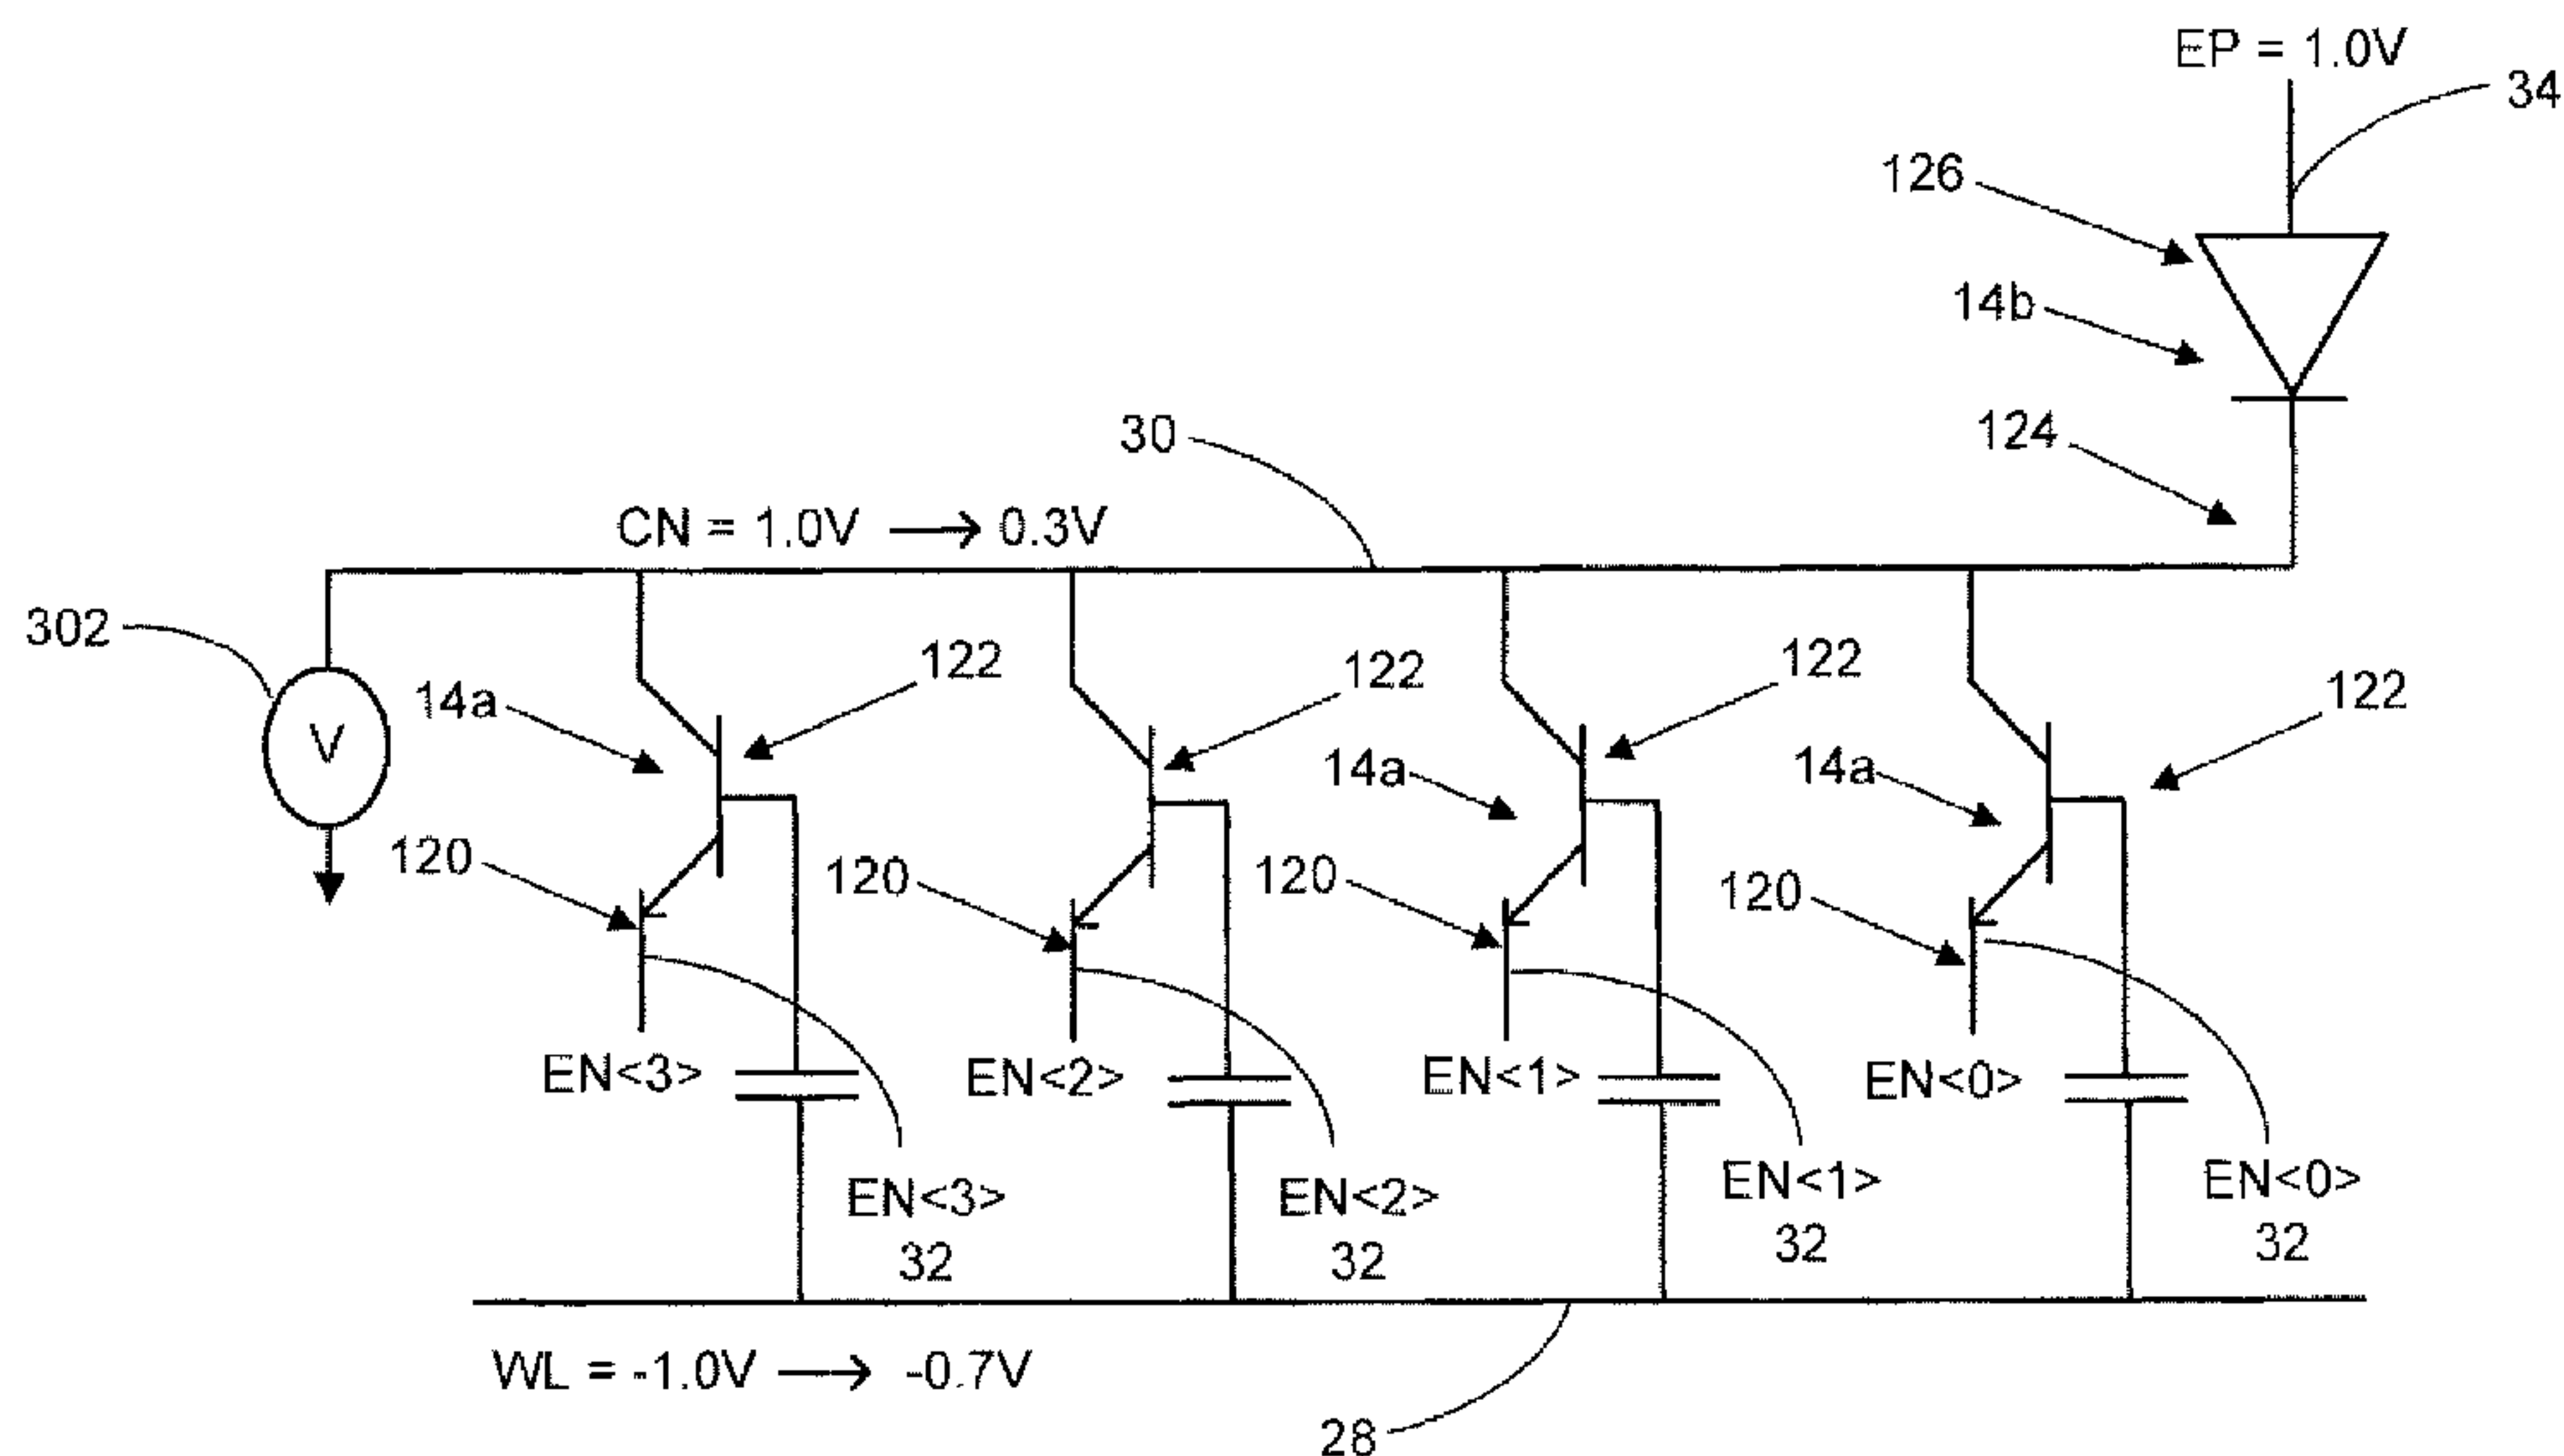 EP = 1.0V
34
126
14b
124
30
CN = 1.0V → 0.3V
302
V
14a
122
122
14a
122
14a
122
120
120
120
120
EN<3>
EN<2>
EN<1>
EN<0>
EN<3>
32
EN<2>
32
EN<1>
32
EN<0>
32
WL = -1.0V → -0.7V
28